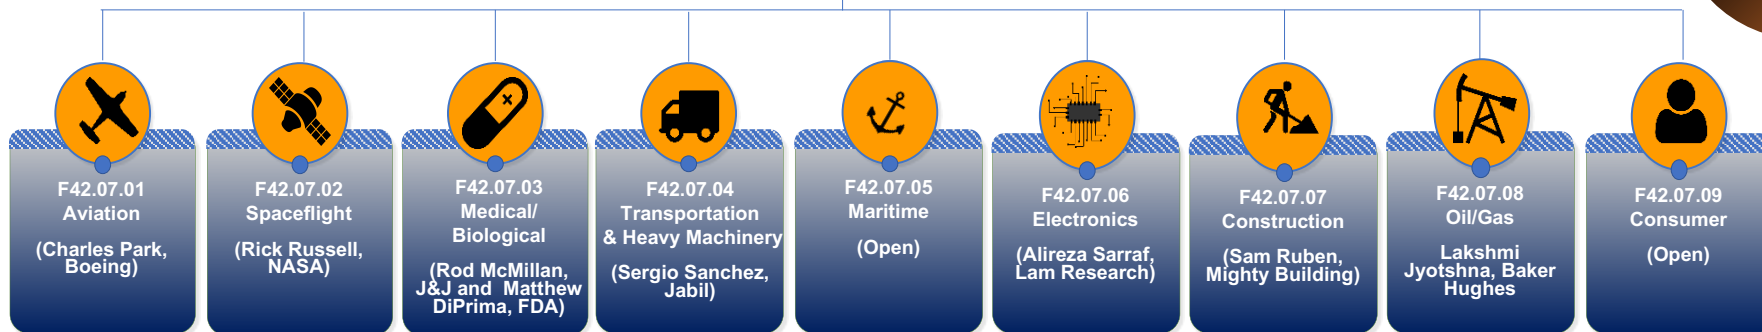 F42.07.01
Aviation
(Charles Park,
Boeing)
F42.07.02
Spaceflight
(Rick Russell,
NASA)
F42.07.03
Medical/
Biological
(Rod McMillan,
J&J and  Matthew
DiPrima, FDA)
F42.07.04
Transportation
& Heavy Machinery
(Sergio Sanchez,
Jabil)
F42.07.05
Maritime
(Open)
F42.07.06
Electronics
(Alireza Sarraf,
Lam Research)
F42.07.07
Construction
(Sam Ruben,
Mighty Building)
F42.07.08
Oil/Gas
Lakshmi
Jyotshna, Baker
Hughes
F42.07.09
Consumer
(Open)